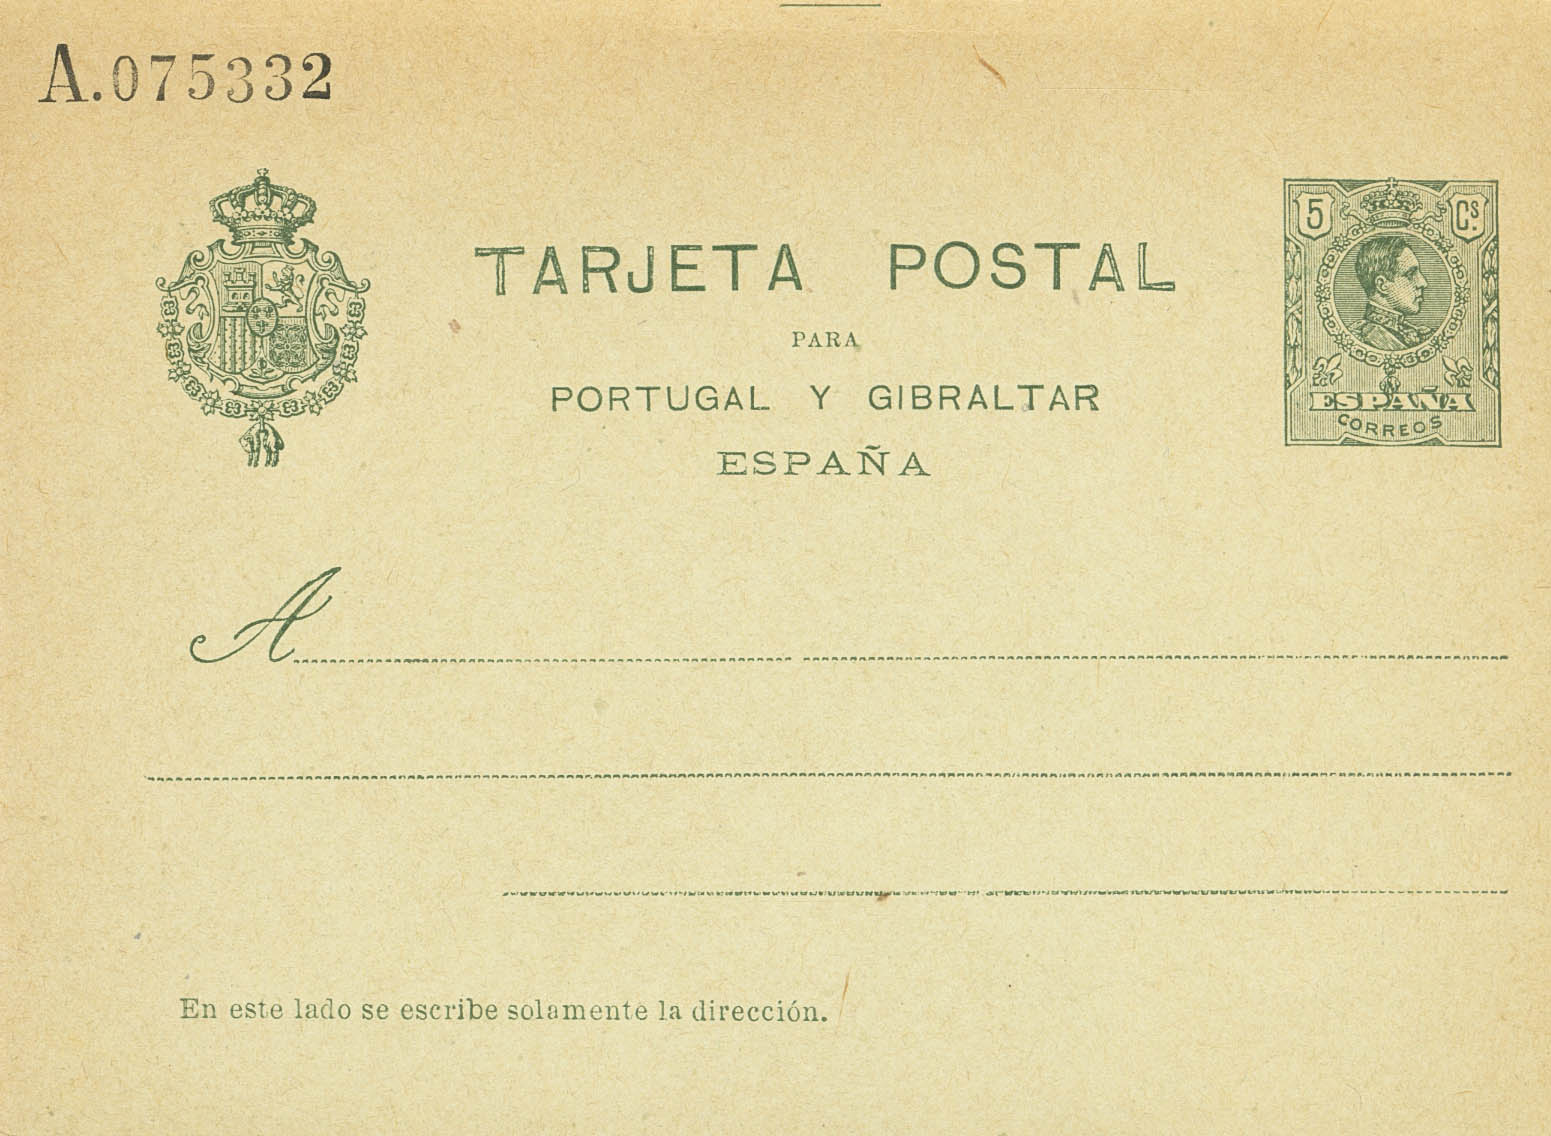 A.075332
TARJETA POSTAL
5 Cs.
PARA
PORTUGAL Y GIBRALTAR
ESPAÑA
ESPAÑA
CORREOS
A
En este lado se escribe solamente la dirección.